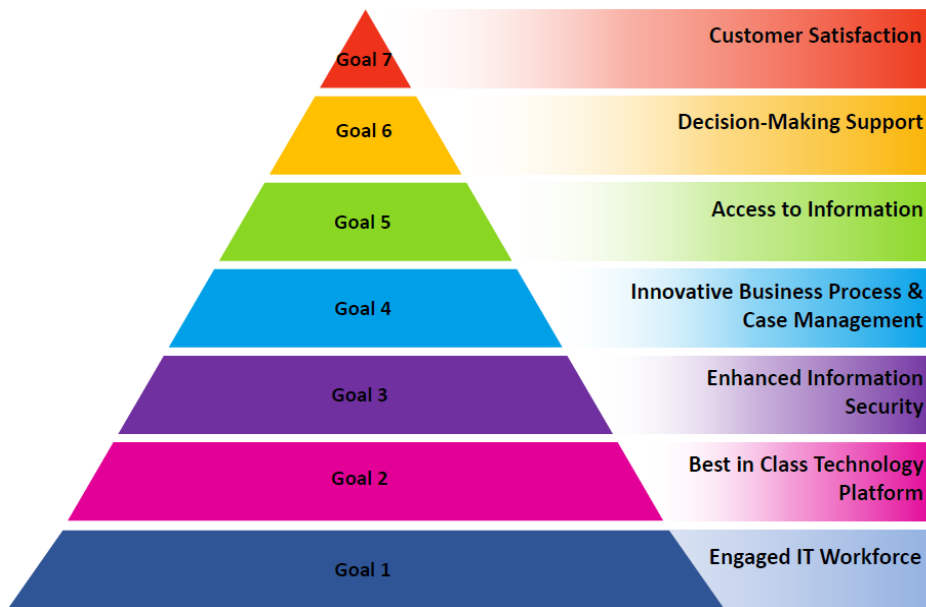 Goal 7
Customer Satisfaction
Goal 6
Decision-Making Support
Goal 5
Access to Information
Goal 4
Innovative Business Process &
Case Management
Goal 3
Enhanced Information
Security
Goal 2
Best in Class Technology
Platform
Goal 1
Engaged IT Workforce